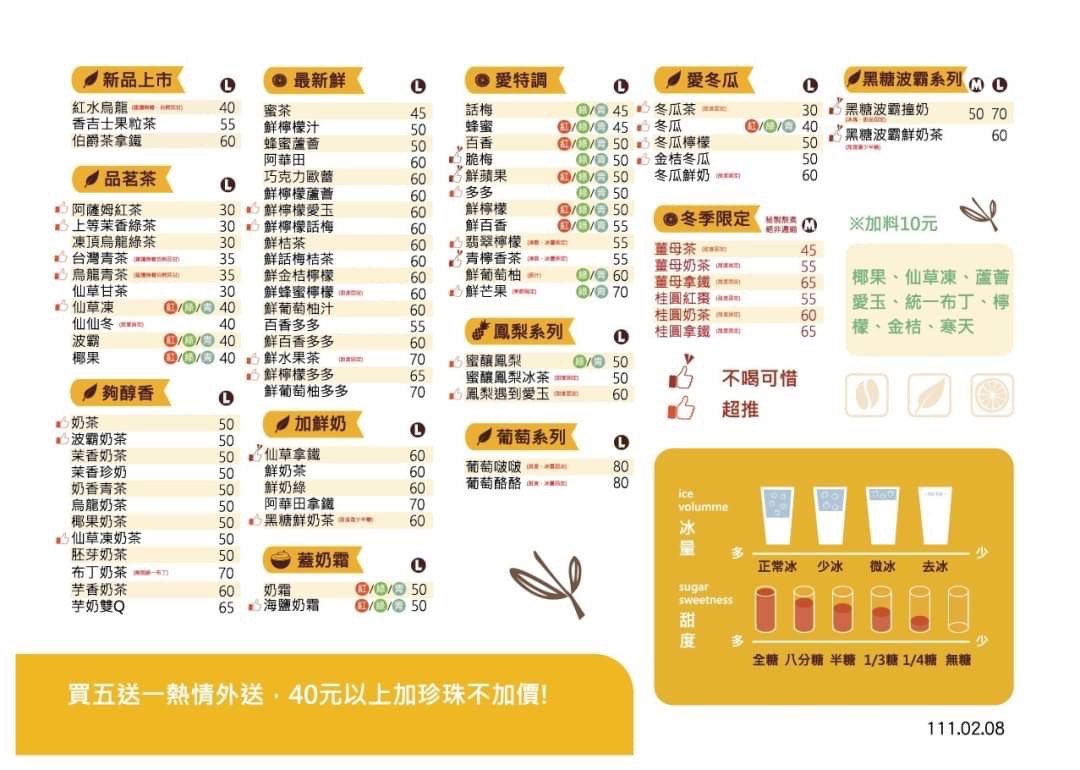 新品上市 L
紅水烏龍 40
香吉士果粒茶 55
伯爵茶拿鐵 60
品茗茶 L
阿薩姆紅茶 30
上等茉香綠茶 30
凍頂烏龍綠茶 30
台灣青茶 35
烏龍青茶 35
仙草甘茶 30
仙草凍 紅/綠/青 40
仙仙冬 40
波霸 紅/綠/青 40
椰果 紅/綠/青 40
夠醇香 L
奶茶 50
波霸奶茶 50
茉香奶茶 50
茉香珍奶 50
奶香青茶 50
烏龍奶茶 50
椰果奶茶 50
仙草凍奶茶 50
胚芽奶茶 50
布丁奶茶 70
芋香奶茶 60
芋奶雙Q 65
最新鮮 L
蜜茶 45
鮮檸檬汁 50
蜂蜜蘆薈 50
阿華田 60
巧克力歐蕾 60
鮮檸檬蘆薈 60
鮮檸檬愛玉 60
鮮檸檬話梅 60
鮮桔茶 60
鮮話梅桔茶 60
鮮金桔檸檬 60
鮮蜂蜜檸檬 60
鮮葡萄柚汁 60
百香多多 55
鮮百香多多 60
鮮水果茶 70
鮮檸檬多多 65
鮮葡萄柚多多 70
加鮮奶 L
仙草拿鐵 60
鮮奶茶 60
鮮奶綠 60
阿華田拿鐵 70
黑糖鮮奶茶 60
蓋奶霜 L
奶霜 紅/綠/青 50
海鹽奶霜 紅/綠/青 50
愛特調 L
話梅 綠/青 45
蜂蜜 紅/綠/青 45
百香 紅/綠/青 50
脆梅 綠/青 50
鮮蘋果 紅/綠/青 50
多多 綠/青 50
鮮檸檬 紅/綠/青 50
鮮百香 紅/綠/青 55
翡翠檸檬 55
青檸香茶 55
鮮葡萄柚 綠/青 60
鮮芒果 綠/青 70
鳳梨系列 L
蜜釀鳳梨 綠/青 50
蜜釀鳳梨冰茶 50
鳳梨遇到愛玉 60
葡萄系列 L
葡萄啵啵 80
葡萄酪酪 80
愛冬瓜 L
冬瓜茶 30
冬瓜 紅/綠/青 40
冬瓜檸檬 50
金桔冬瓜 50
冬瓜鮮奶 60
冬季限定 M
薑母茶 45
薑母奶茶 55
薑母拿鐵 65
桂圓紅棗 55
桂圓奶茶 60
桂圓拿鐵 65
不喝可惜
超推
黑糖波霸系列 M L
黑糖波霸撞奶 50 70
黑糖波霸鮮奶茶 60
※加料10元
椰果、仙草凍、蘆薈
愛玉、統一布丁、檸
檬、金桔、寒天
ice
volumme
冰量
多 少
正常冰 少冰 微冰 去冰
sugar
sweetness
甜度
多 少
全糖 八分糖 半糖 1/3糖 1/4糖 無糖
買五送一熱情外送，40元以上加珍珠不加價!
111.02.08